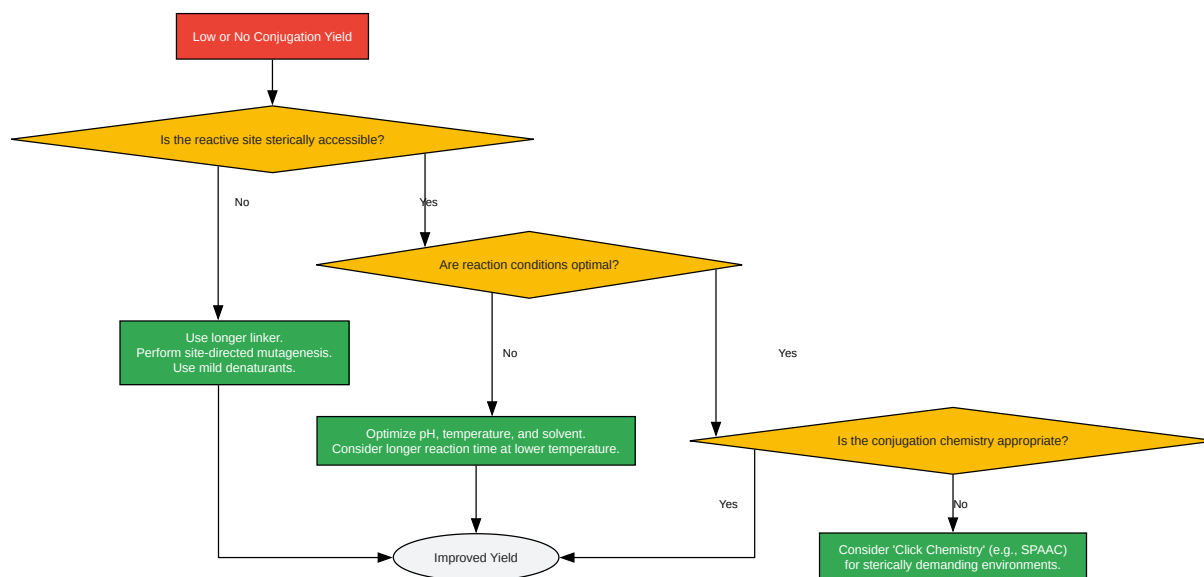 Low or No Conjugation Yield
Is the reactive site sterically accessible?
No
Yes
Are reaction conditions optimal?
Use longer linker.
Perform site-directed mutagenesis.
Use mild denaturants.
No
Yes
Optimize pH, temperature, and solvent.
Consider longer reaction time at lower temperature.
Is the conjugation chemistry appropriate?
Yes
No
Improved Yield
Consider 'Click Chemistry' (e.g., SPAAC)
for sterically demanding environments.